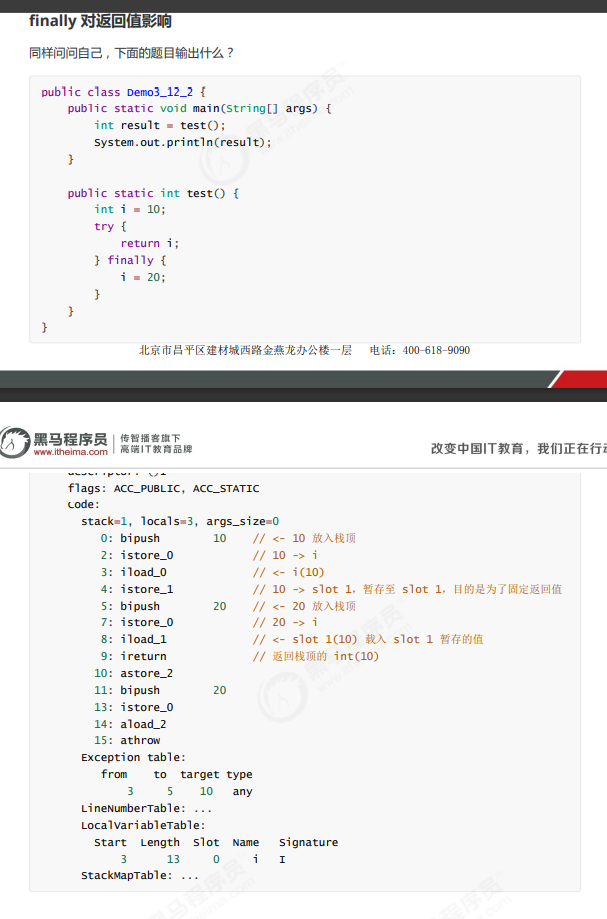 finally 对返回值影响
同样问问自己，下面的题目输出什么？
public class Demo3_12_2 {
public static void main(String[] args) {
int result = test();
System.out.println(result);
}
public static int test() {
int i = 10;
try {
return i;
} finally {
i = 20;
}
}
}
北京市昌平区建材城西路金燕龙办公楼一层 电话：400-618-9090
黑马程序员
www.itheima.com
传智播客旗下
高端IT教育品牌
改变中国IT教育，我们正在行动
descriptor: ()I
flags: ACC_PUBLIC, ACC_STATIC
Code:
stack=1, locals=3, args_size=0
0: bipush 10 // <- 10 放入栈顶
2: istore_0 // 10 -> i
3: iload_0 // <- i(10)
4: istore_1 // 10 -> slot 1，暂存至 slot 1，目的是为了固定返回值
5: bipush 20 // <- 20 放入栈顶
7: istore_0 // 20 -> i
8: iload_1 // <- slot 1(10) 载入 slot 1 暂存的值
9: ireturn // 返回栈顶的 int(10)
10: astore_2
11: bipush 20
13: istore_0
14: aload_2
15: athrow
Exception table:
from to target type
3 5 10 any
LineNumberTable: ...
LocalVariableTable:
Start Length Slot Name Signature
3 13 0 i I
StackMapTable: ...